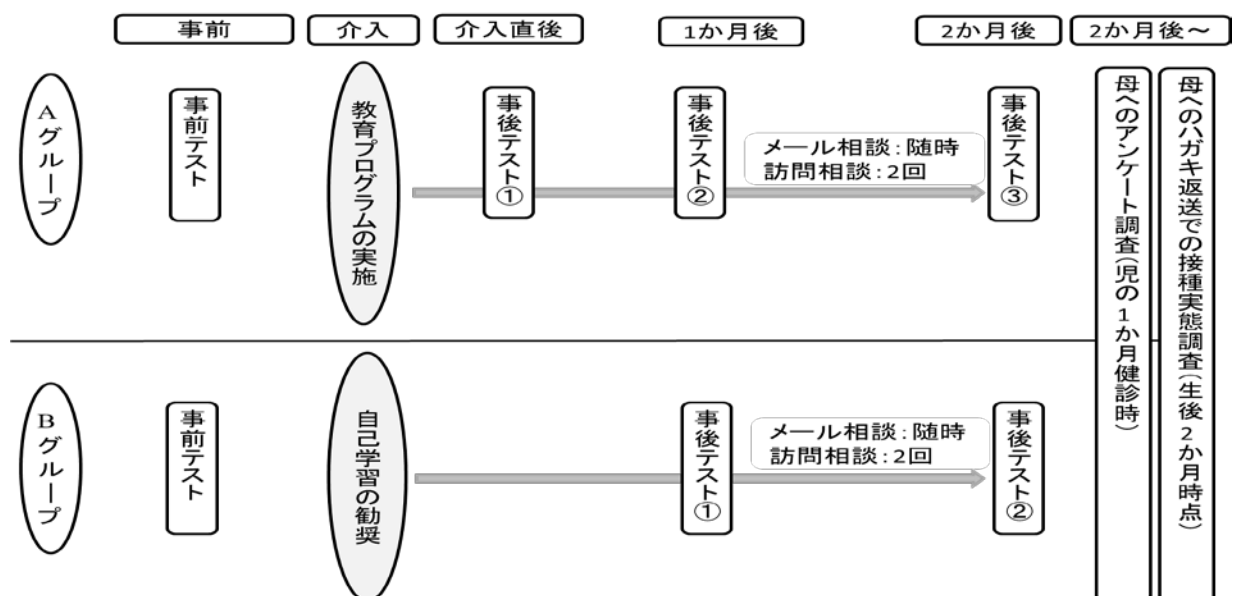 事前
介入
介入直後
1か月後
2か月後
2か月後～
Aグループ
事前テスト
教育プログラムの実施
事後テスト①
事後テスト②
メール相談：随時
訪問相談：2回
事後テスト③
Bグループ
事前テスト
自己学習の勧奨
事後テスト①
メール相談：随時
訪問相談：2回
事後テスト②
母へのアンケート調査（児の1か月健診時）
母へのハガキ返送での接種実態調査（生後2か月時点）